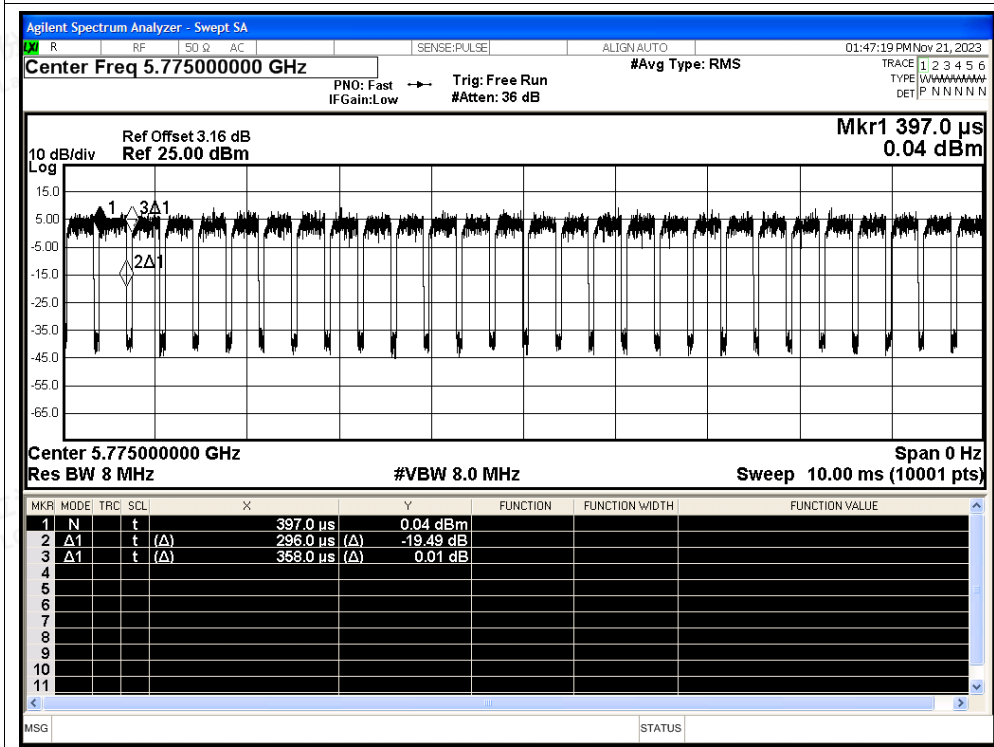 Agilent Spectrum Analyzer - Swept SA
LXI R RF 50 Ω AC SENSE:PULSE ALIGN AUTO 01:47:19 PM Nov 21, 2023
Center Freq 5.775000000 GHz #Avg Type: RMS TRACE 1 2 3 4 5 6
PNO: Fast Trig: Free Run TYPE
IFGain:Low #Atten: 36 dB DET P N N N N N
Mkr1 397.0 µs
Ref Offset 3.16 dB
10 dB/div Ref 25.00 dBm 0.04 dBm
Log
15.0
1 3Δ1
5.00
-5.00
2Δ1
-15.0
-25.0
-35.0
-45.0
-55.0
-65.0
Center 5.775000000 GHz Span 0 Hz
Res BW 8 MHz #VBW 8.0 MHz Sweep 10.00 ms (10001 pts)
MKR MODE TRC SCL X Y FUNCTION FUNCTION WIDTH FUNCTION VALUE
1 N t 397.0 µs 0.04 dBm
2 Δ1 t (Δ) 296.0 µs (Δ) -19.49 dB
3 Δ1 t (Δ) 358.0 µs (Δ) 0.01 dB
4
5
6
7
8
9
10
11
MSG STATUS